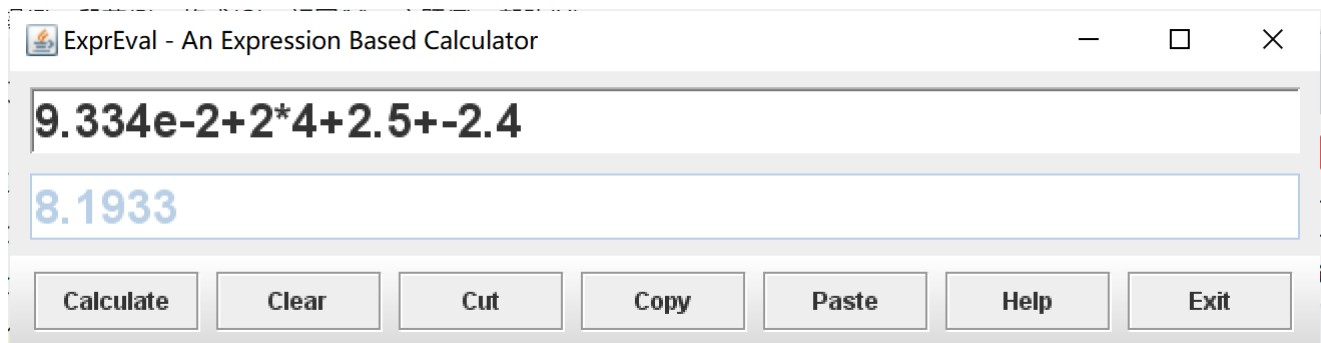 ExprEval - An Expression Based Calculator
9.334e-2+2*4+2.5+-2.4
8.1933
Calculate Clear Cut Copy Paste Help Exit